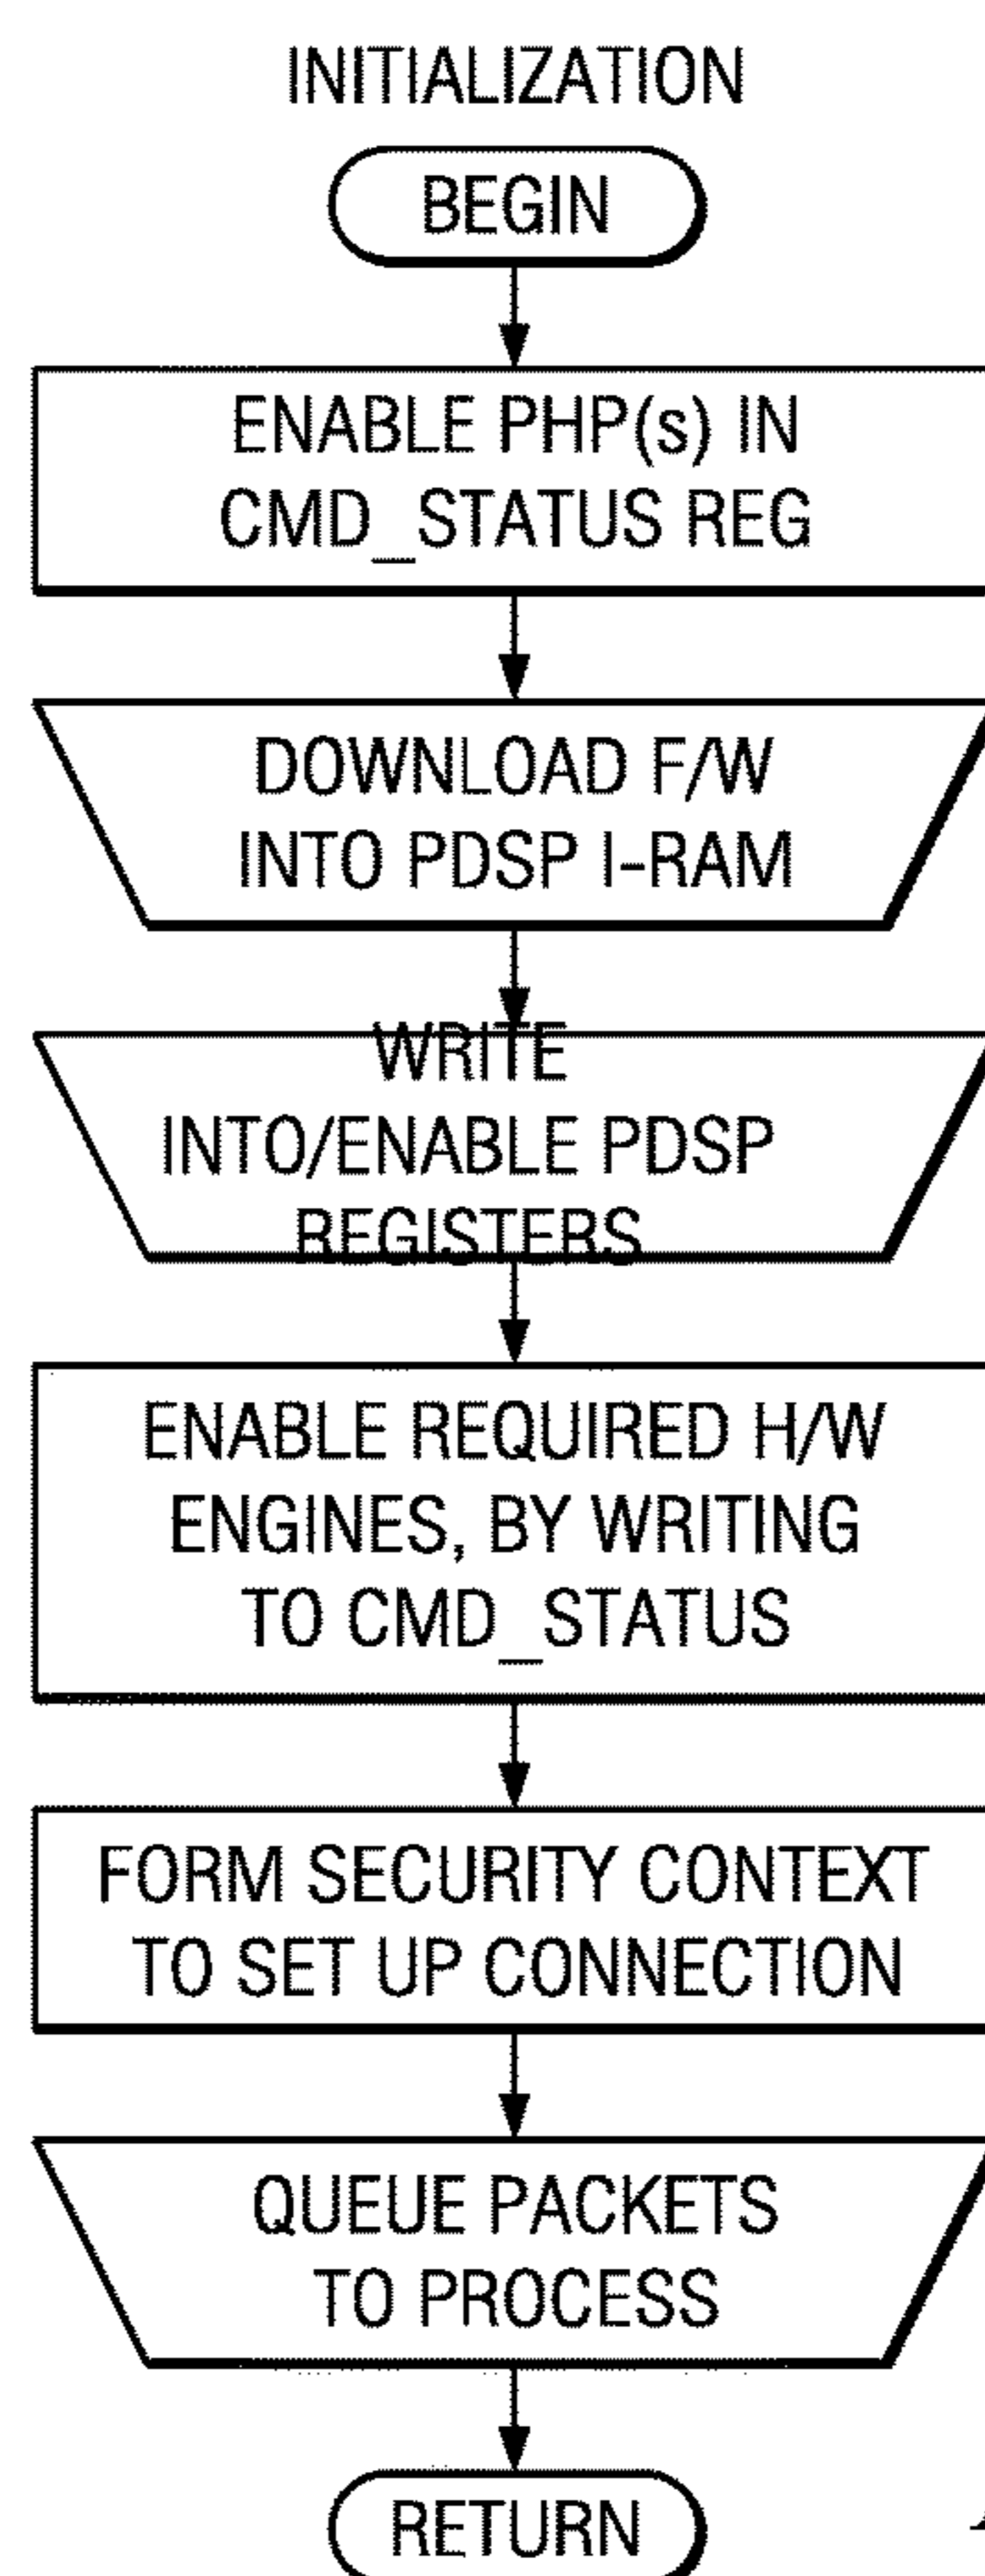 INITIALIZATION
BEGIN
ENABLE PHP(s) IN
CMD_STATUS REG
DOWNLOAD F/W
INTO PDSP I-RAM
WRITE
INTO/ENABLE PDSP
REGISTERS
ENABLE REQUIRED H/W
ENGINES, BY WRITING
TO CMD_STATUS
FORM SECURITY CONTEXT
TO SET UP CONNECTION
QUEUE PACKETS
TO PROCESS
RETURN